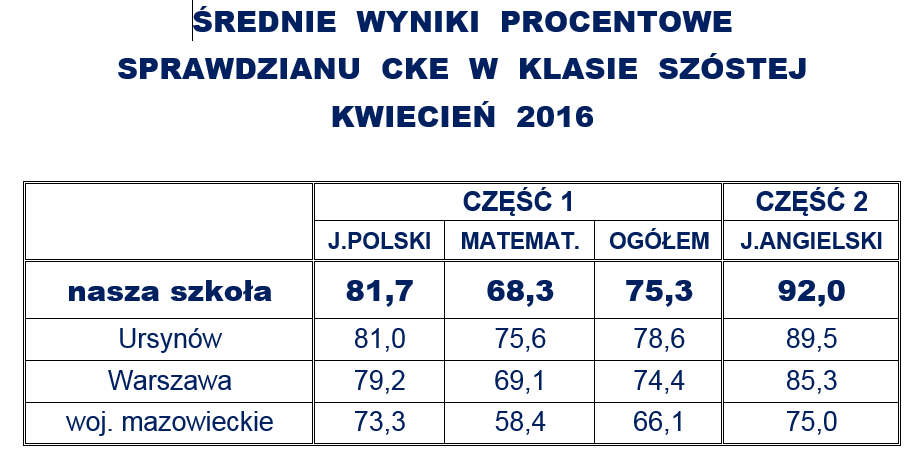 ŚREDNIE WYNIKI PROCENTOWE
SPRAWDZIANU CKE W KLASIE SZÓSTEJ
KWIECIEŃ 2016
CZĘŚĆ 1 CZĘŚĆ 2
J.POLSKI MATEMAT. OGÓŁEM J.ANGIELSKI
nasza szkoła 81,7 68,3 75,3 92,0
Ursynów 81,0 75,6 78,6 89,5
Warszawa 79,2 69,1 74,4 85,3
woj. mazowieckie 73,3 58,4 66,1 75,0